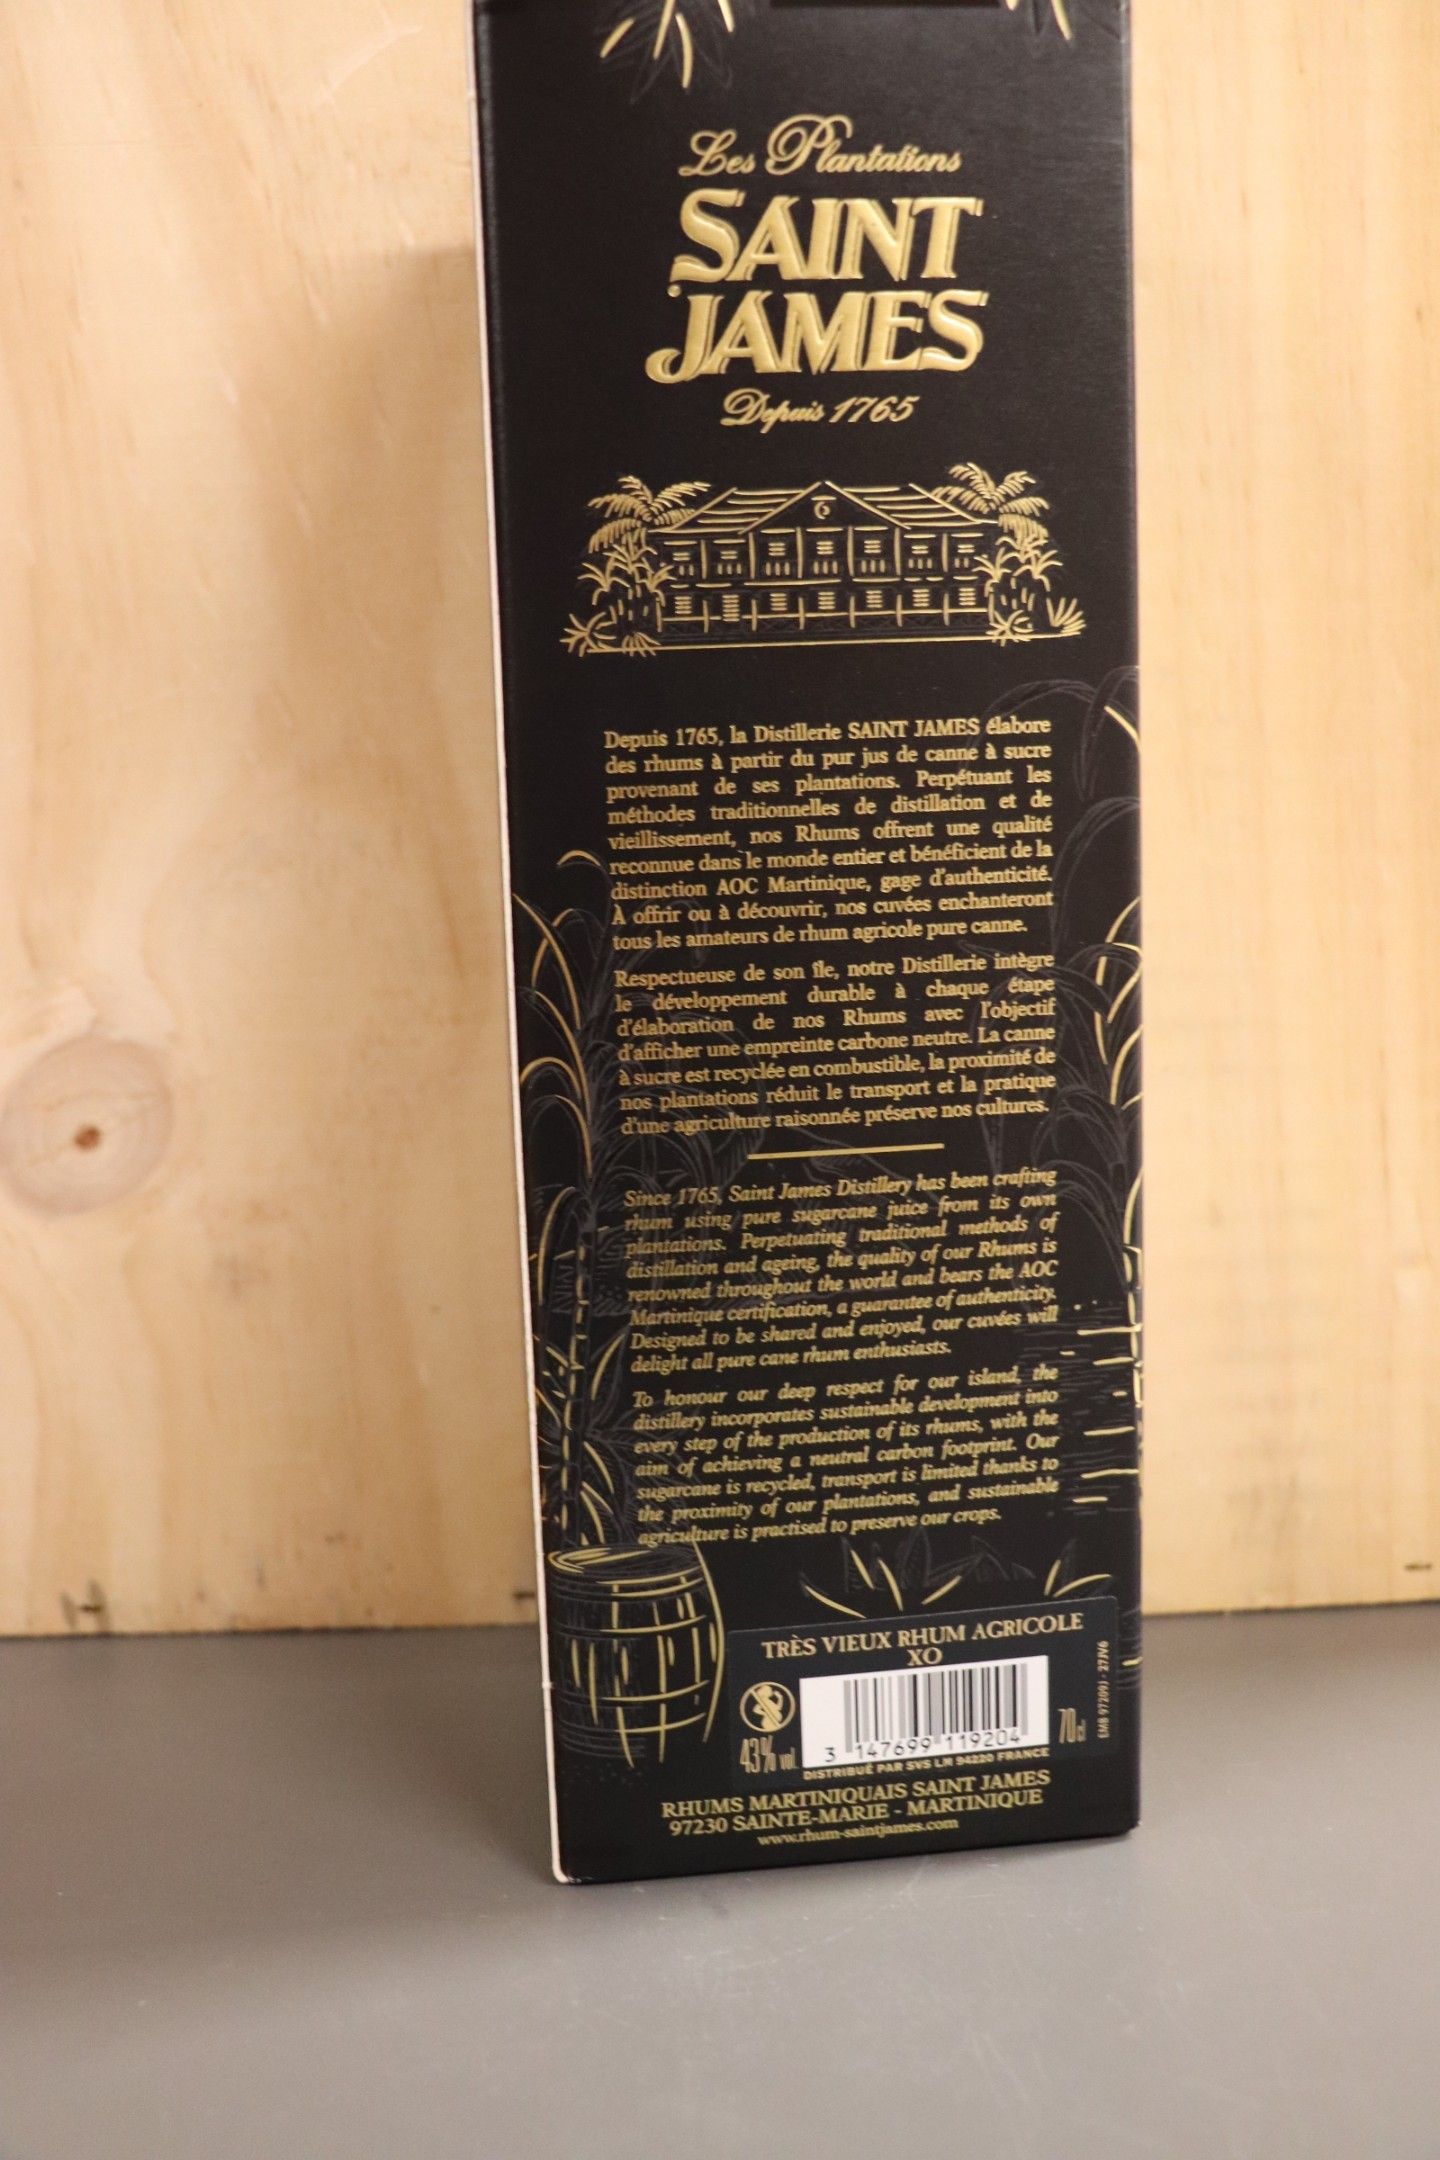 Les Plantations
SAINT
JAMES
Depuis 1765
Depuis 1765, la Distillerie SAINT JAMES élabore
des rhums à partir du pur jus de canne à sucre
provenant de ses plantations. Perpétuant les
méthodes traditionnelles de distillation et de
vieillissement, nos Rhums offrent une qualité
reconnue dans le monde entier et bénéficient de la
distinction AOC Martinique, gage d'authenticité.
À offrir ou à découvrir, nos cuvées enchanteront
tous les amateurs de rhum agricole pure canne.
Respectueuse de son île, notre Distillerie intègre
le développement durable à chaque étape
d'élaboration de nos Rhums avec l'objectif
d'afficher une empreinte carbone neutre. La canne
à sucre est recyclée en combustible, la proximité de
nos plantations réduit le transport et la pratique
d'une agriculture raisonnée préserve nos cultures.
Since 1765, Saint James Distillery has been crafting
rhum using pure sugarcane juice from its own
plantations. Perpetuating traditional methods of
distillation and ageing, the quality of our Rhums is
renowned throughout the world and bears the AOC
Martinique certification, a guarantee of authenticity.
Designed to be shared and enjoyed, our cuvées will
delight all pure cane rhum enthusiasts.
To honour our deep respect for our island, the
distillery incorporates sustainable development into
every step of the production of its rhums, with the
aim of achieving a neutral carbon footprint. Our
sugarcane is recycled, transport is limited thanks to
the proximity of our plantations, and sustainable
agriculture is practised to preserve our crops.
TRÈS VIEUX RHUM AGRICOLE
XO
43% vol.
3 147699 119204
70cl
EMB 97209J - 27JV6
DISTRIBUÉ PAR SVS LM 94220 FRANCE
RHUMS MARTINIQUAIS SAINT JAMES
97230 SAINTE-MARIE - MARTINIQUE
www.rhum-saintjames.com